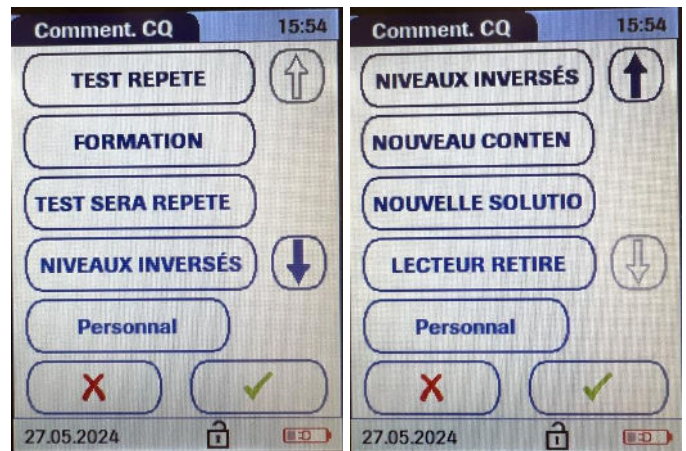 Comment. CQ 15:54
TEST REPETE
FORMATION
TEST SERA REPETE
NIVEAUX INVERSÉS
Personnal
27.05.2024
Comment. CQ 15:54
NIVEAUX INVERSÉS
NOUVEAU CONTEN
NOUVELLE SOLUTIO
LECTEUR RETIRE
Personnal
27.05.2024